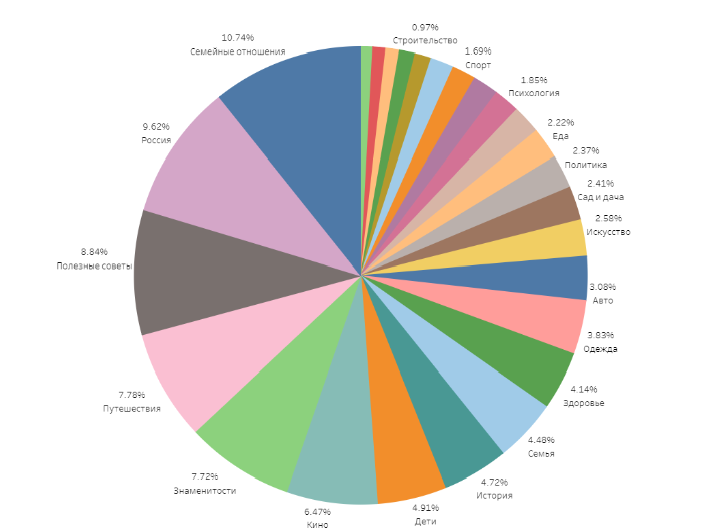 10.74%
Семейные отношения
0.97%
Строительство
1.69%
Спорт
1.85%
Психология
2.22%
Еда
2.37%
Политика
2.41%
Сад и дача
2.58%
Искусство
3.08%
Авто
3.83%
Одежда
4.14%
Здоровье
4.48%
Семья
4.72%
История
4.91%
Дети
6.47%
Кино
7.72%
Знаменитости
7.78%
Путешествия
8.84%
Полезные советы
9.62%
Россия